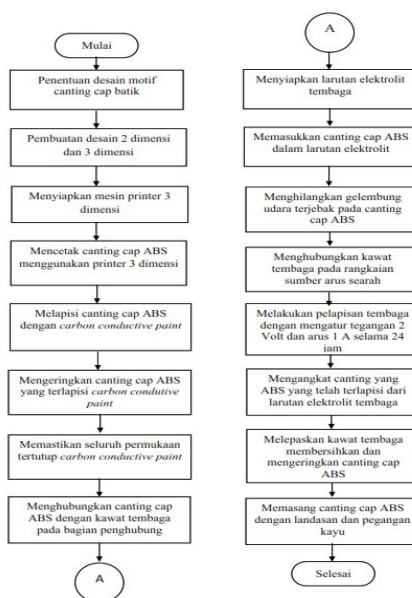 Mulai
Penentuan desain motif
canting cap batik
Pembuatan desain 2 dimensi
dan 3 dimensi
Menyiapkan mesin printer 3
dimensi
Mencetak canting cap ABS
menggunakan printer 3 dimensi
Melapisi canting cap ABS
dengan carbon conductive paint
Mengeringkan canting cap ABS
yang terlapisi carbon condutive
paint
Memastikan seluruh permukaan
tertutup carbon conductive paint
Menghubungkan canting cap
ABS dengan kawat tembaga
pada bagian penghubung
A
A
Menyiapkan larutan elektrolit
tembaga
Memasukkan canting cap ABS
dalam larutan elektrolit
Menghilangkan gelembung
udara terjebak pada canting
cap ABS
Menghubungkan kawat
tembaga pada rangkaian
sumber arus searah
Melakukan pelapisan tembaga
dengan mengatur tegangan 2
Volt dan arus 1 A selama 24
jam
Mengangkat canting yang
ABS yang telah terlapisi dari
larutan elektrolit tembaga
Melepaskan kawat tembaga
membersihkan dan
mengeringkan canting cap
ABS
Memasang canting cap ABS
dengan landasan dan pegangan
kayu
Selesai